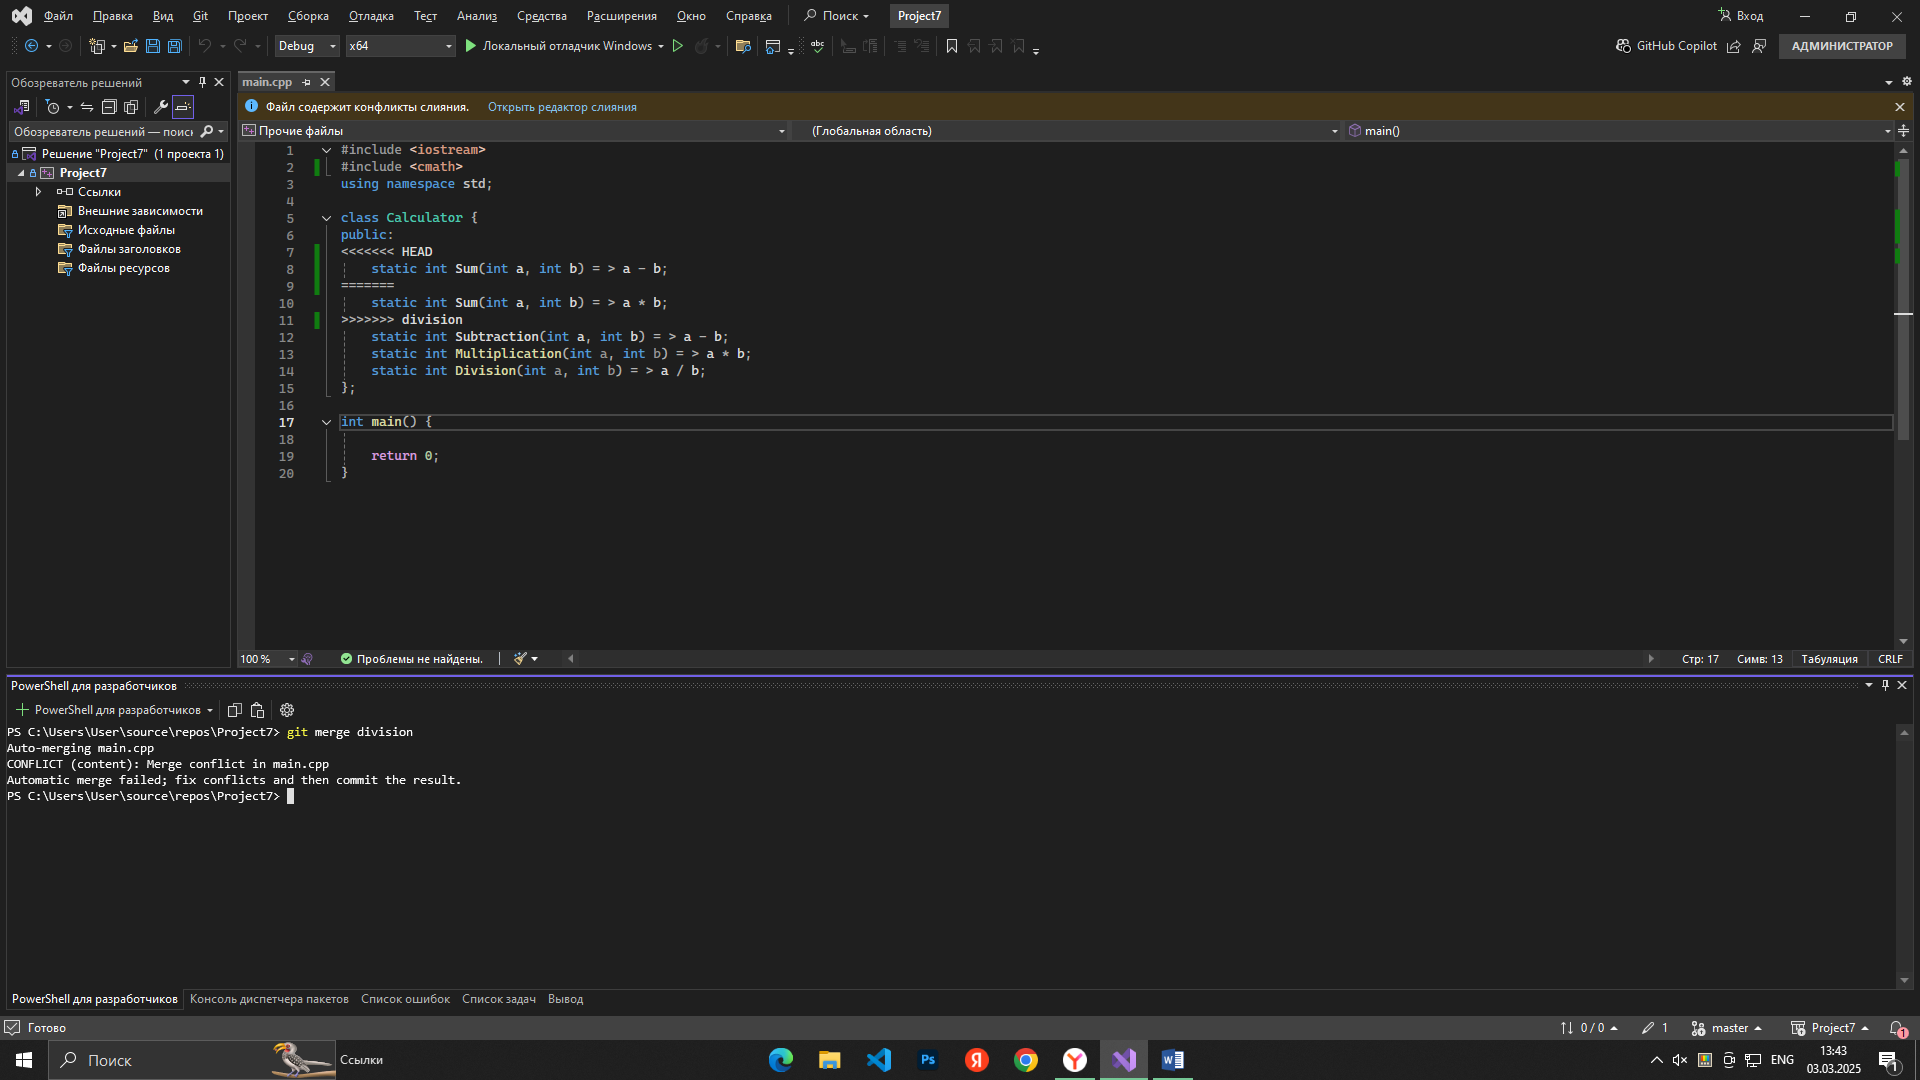 Файл Правка Вид Git Проект Сборка Отладка Тест Анализ Средства Расширения Окно Справка Поиск Project7 Вход
Debug x64 Локальный отладчик Windows abc GitHub Copilot АДМИНИСТРАТОР
Обозреватель решений
main.cpp
Файл содержит конфликты слияния. Открыть редактор слияния
Обозреватель решений — поиск
Прочие файлы (Глобальная область) main()
Решение "Project7" (1 проекта 1)
Project7
Ссылки
Внешние зависимости
Исходные файлы
Файлы заголовков
Файлы ресурсов
1 #include <iostream>
2 #include <cmath>
3 using namespace std;
4
5 class Calculator {
6 public:
7 <<<<<<< HEAD
8 static int Sum(int a, int b) = > a - b;
9 =======
10 static int Sum(int a, int b) = > a * b;
11 >>>>>>> division
12 static int Subtraction(int a, int b) = > a - b;
13 static int Multiplication(int a, int b) = > a * b;
14 static int Division(int a, int b) = > a / b;
15 };
16
17 int main() {
18
19 return 0;
20 }
100 % Проблемы не найдены. Стр: 17 Симв: 13 Табуляция CRLF
PowerShell для разработчиков
PowerShell для разработчиков
PS C:\Users\User\source\repos\Project7> git merge division
Auto-merging main.cpp
CONFLICT (content): Merge conflict in main.cpp
Automatic merge failed; fix conflicts and then commit the result.
PS C:\Users\User\source\repos\Project7>
PowerShell для разработчиков Консоль диспетчера пакетов Список ошибок Список задач Вывод
Готово 0 / 0 1 master Project7 1
Поиск Ссылки Ps Я Y W ENG 13:43
03.03.2025 1